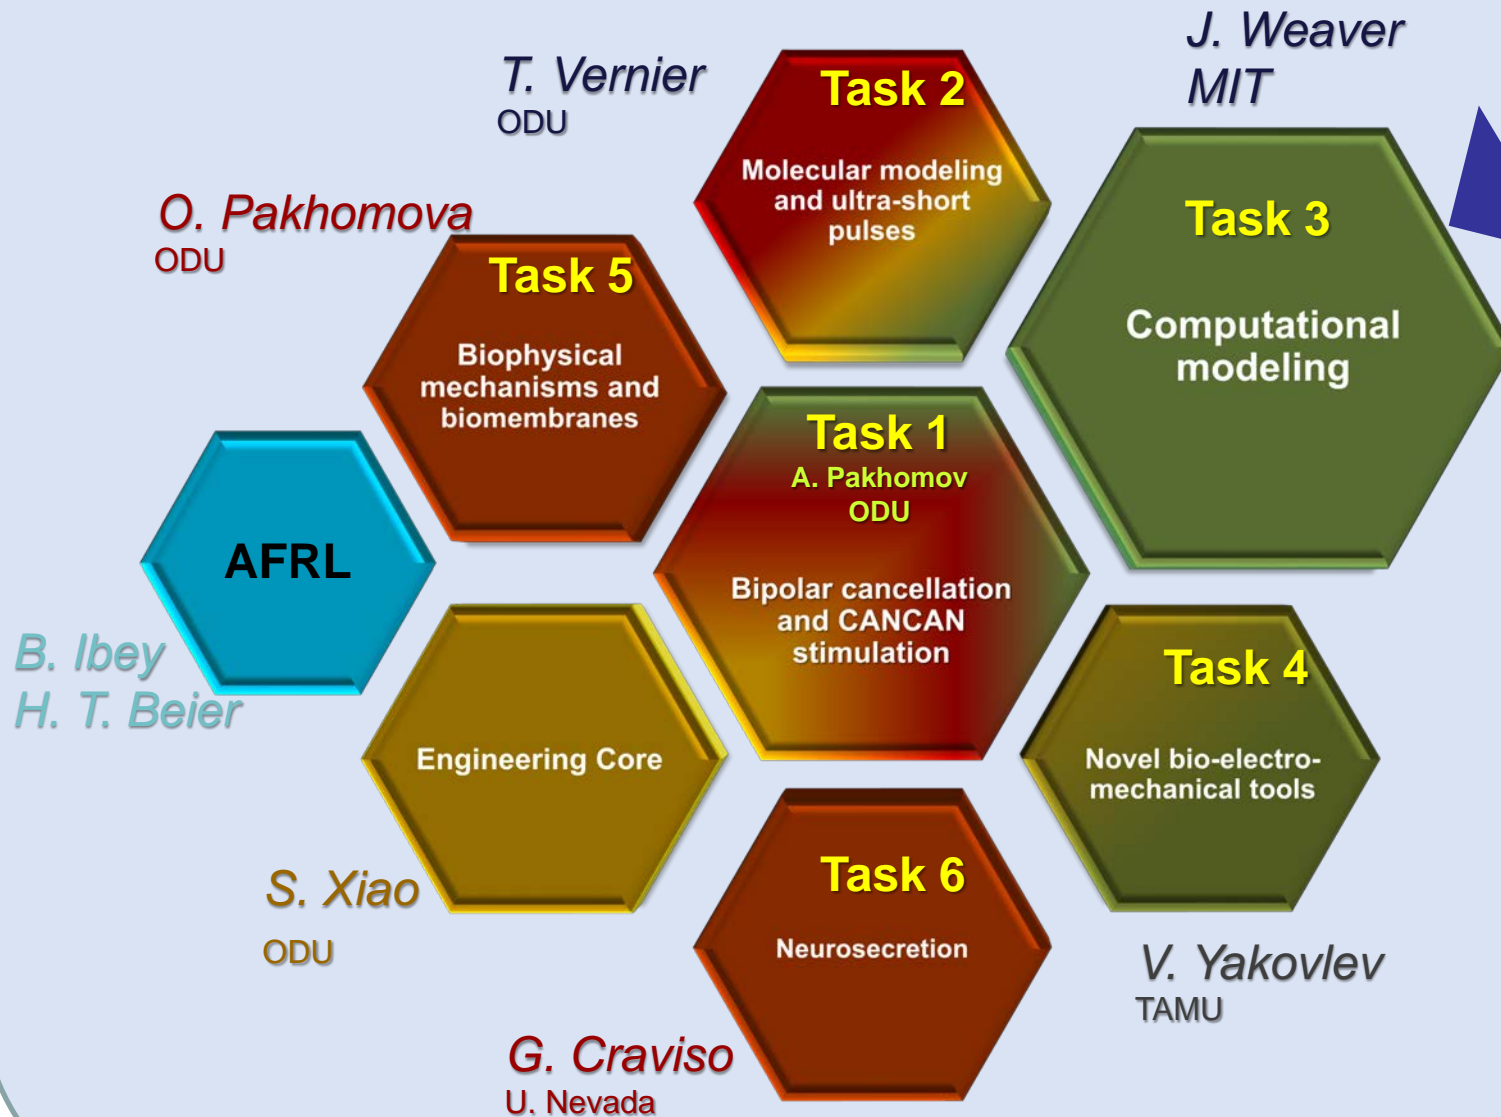 J. Weaver
MIT
T. Vernier
ODU
Task 2
Molecular modeling
and ultra-short
pulses
O. Pakhomova
ODU
Task 3
Computational
modeling
Task 5
Biophysical
mechanisms and
biomembranes
Task 1
A. Pakhomov
ODU
Bipolar cancellation
and CANCAN
stimulation
AFRL
B. Ibey
H. T. Beier
Task 4
Novel bio-electro-
mechanical tools
Engineering Core
S. Xiao
ODU
Task 6
Neurosecretion
V. Yakovlev
TAMU
G. Craviso
U. Nevada